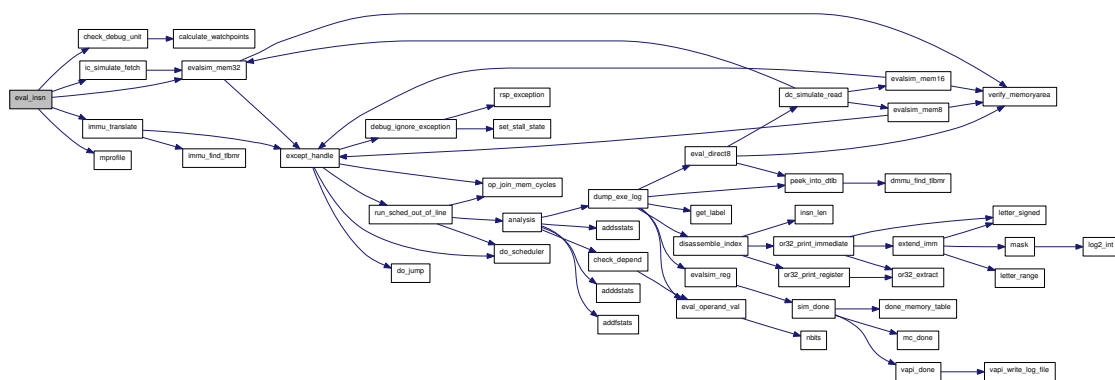 eval_insn
check_debug_unit
calculate_watchpoints
ic_simulate_fetch
evalsim_mem32
immu_translate
mprofile
immu_find_tlbmr
except_handle
debug_ignore_exception
rsp_exception
set_stall_state
op_join_mem_cycles
run_sched_out_of_line
do_scheduler
do_jump
analysis
dump_exe_log
addsstats
check_depend
adddstats
addfstats
eval_direct8
get_label
disassemble_index
evalsim_reg
eval_operand_val
dc_simulate_read
peek_into_dtlb
insn_len
or32_print_immediate
or32_print_register
sim_done
nbits
evalsim_mem16
evalsim_mem8
dmmu_find_tlbmr
extend_imm
or32_extract
done_memory_table
mc_done
vapi_done
verify_memoryarea
letter_signed
mask
letter_range
vapi_write_log_file
log2_int